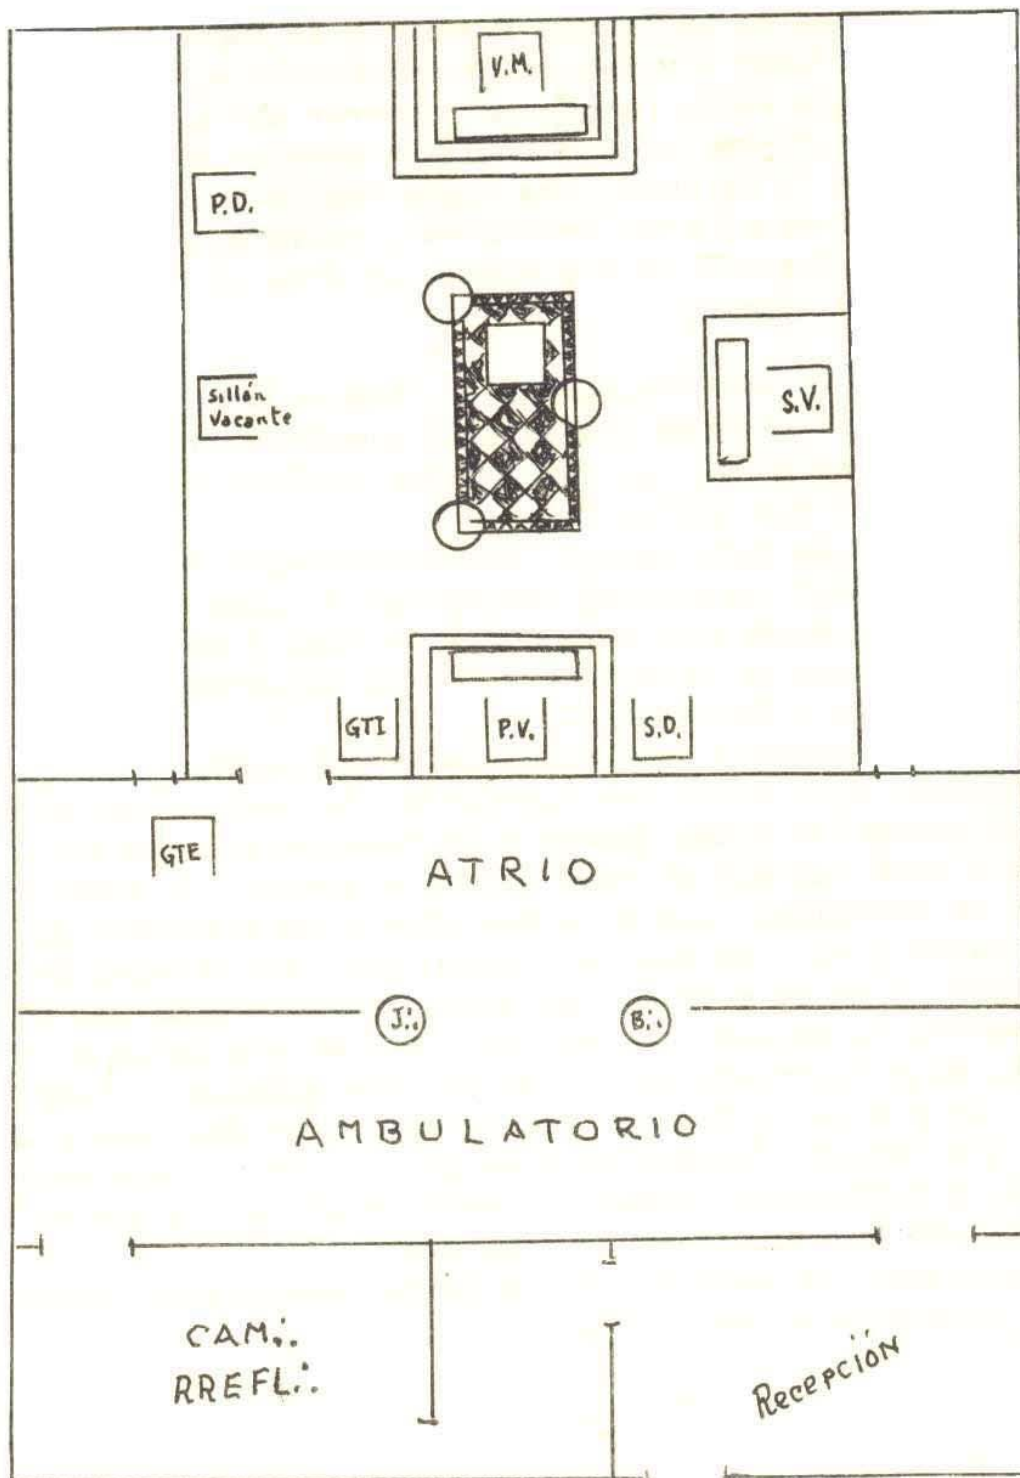 V.M.
P.D.
Sillón
Vacante
S.V.
GTI
P.V.
S.D.
GTE
ATRIO
J∴
B∴
AMBULATORIO
CAM∴
RREFL∴
Recepción